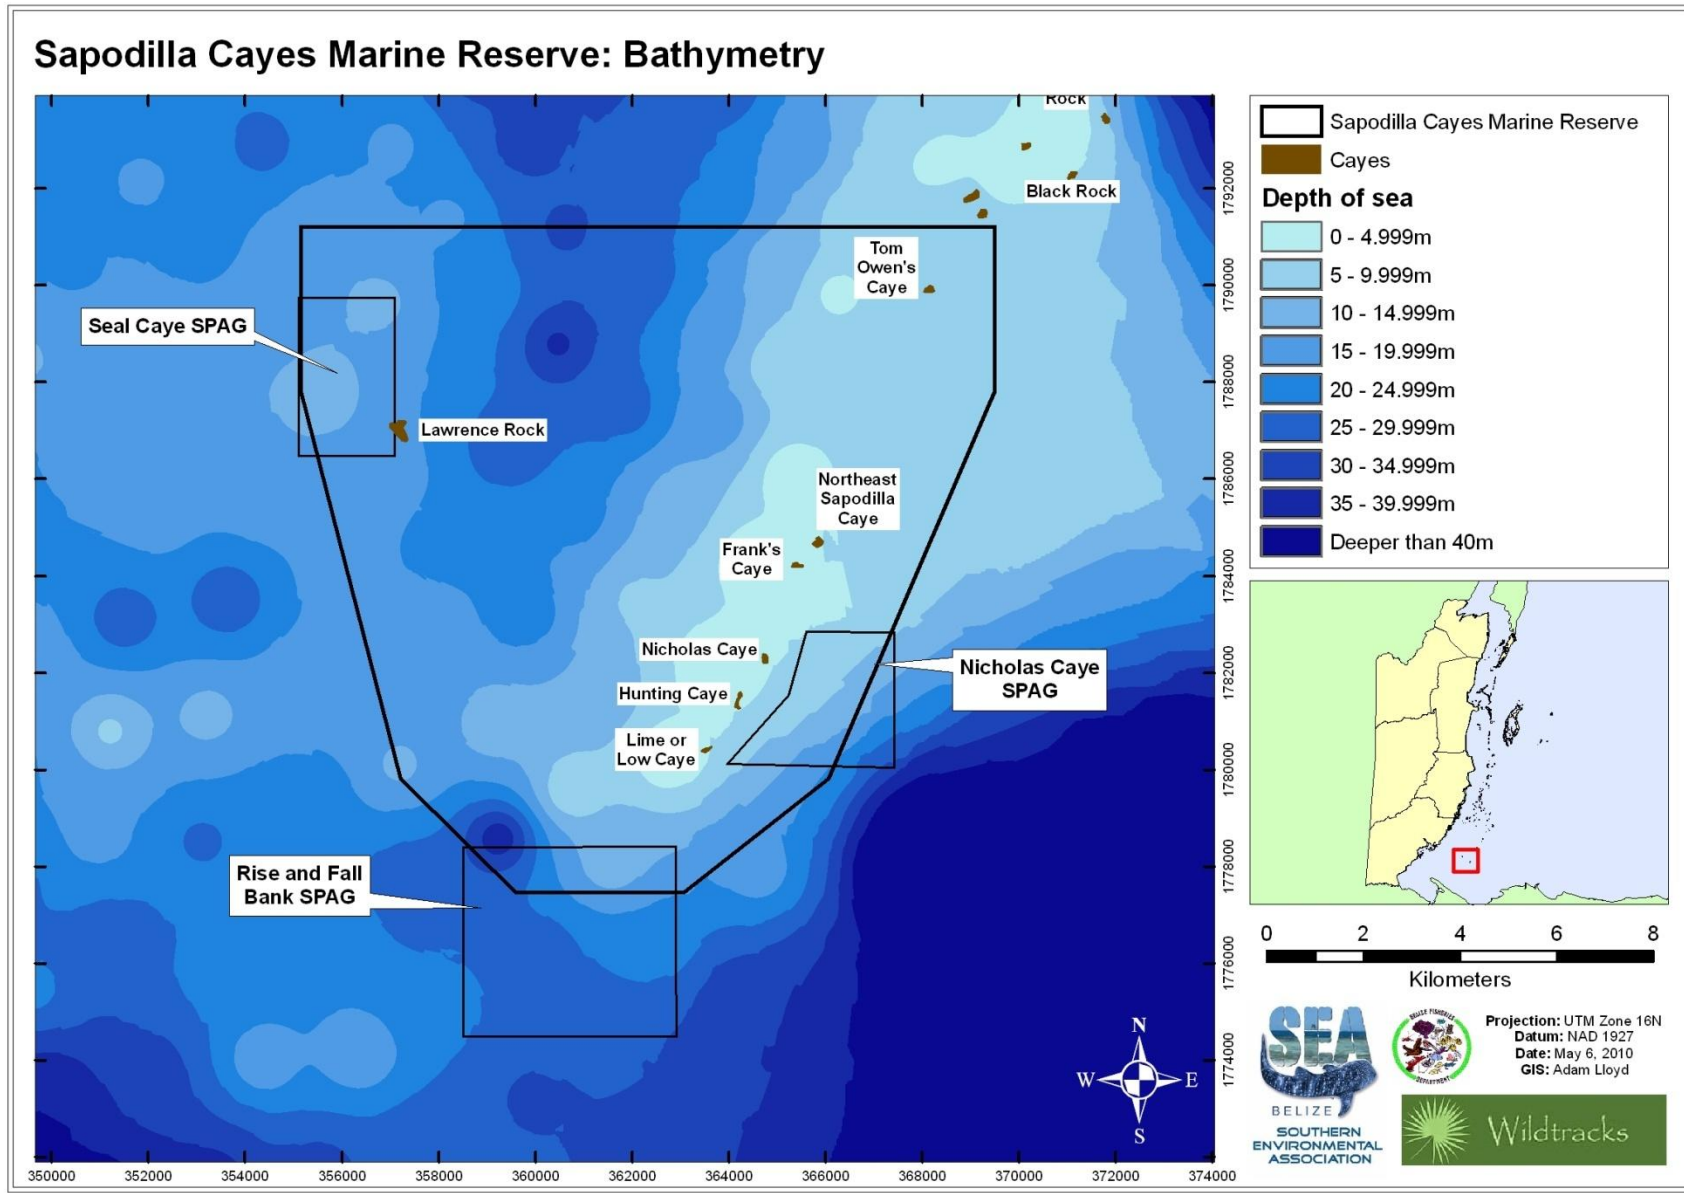 Sapodilla Cayes Marine Reserve: Bathymetry
Rock
Black Rock
Tom
Owen's
Caye
Seal Caye SPAG
Lawrence Rock
Northeast
Sapodilla
Caye
Frank's
Caye
Nicholas Caye
Hunting Caye
Lime or
Low Caye
Nicholas Caye
SPAG
Rise and Fall
Bank SPAG
N
W
E
S
1792000
1790000
1788000
1786000
1784000
1782000
1780000
1778000
1776000
1774000
350000 356000 358000 360000 362000 364000 366000 368000 370000 372000 374000
Sapodilla Cayes Marine Reserve
Cayes
Depth of sea
0 - 4.999m
5 - 9.999m
10 - 14.999m
15 - 19.999m
20 - 24.999m
25 - 29.999m
30 - 34.999m
35 - 39.999m
Deeper than 40m
0 2 4 6 8
Kilometers
SEA
BELIZE
SOUTHERN
ENVIRONMENTAL
ASSOCIATION
BELIZE FISHERIES
DEPARTMENT
Projection: UTM Zone 16N
Datum: NAD 1927
Date: May 6, 2010
GIS: Adam Lloyd
Wildtracks